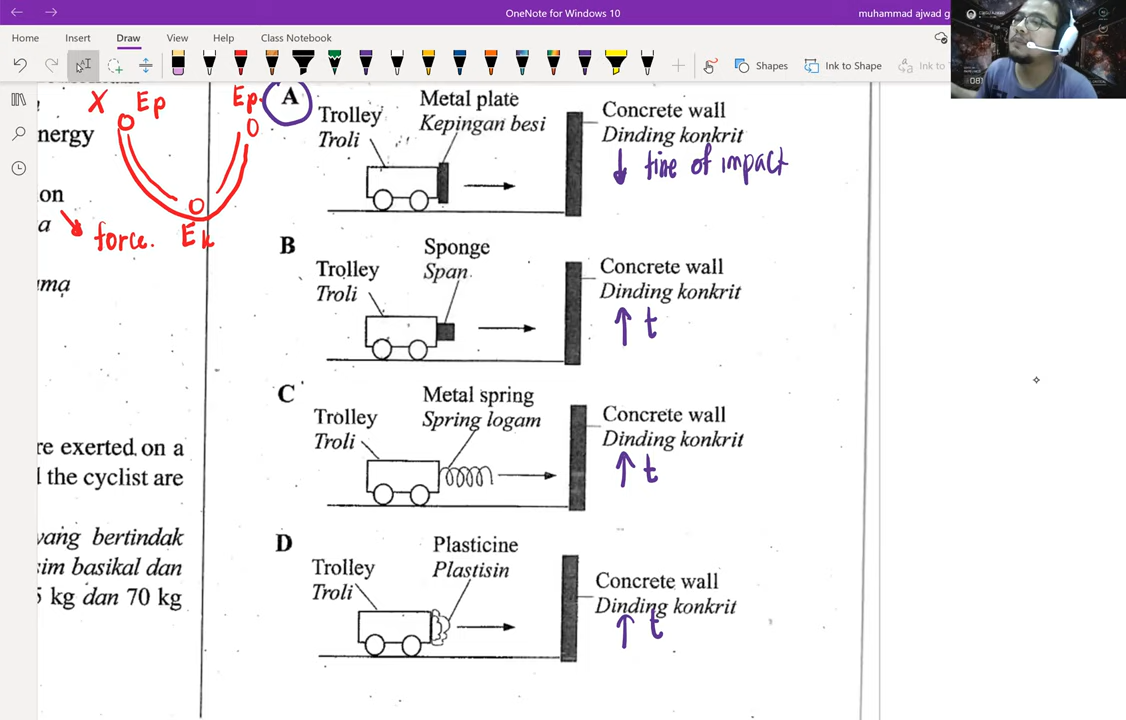 OneNote for Windows 10
muhammad ajwad g
Home Insert Draw View Help Class Notebook
Shapes Ink to Shape Ink to
X Ep Ep
nergy
on
a
force. Ek
ma
re exerted on a
l the cyclist are
yang bertindak
sim basikal dan
5 kg dan 70 kg
A
Trolley
Troli
Metal plate
Kepingan besi
Concrete wall
Dinding konkrit
↓ time of impact
B
Trolley
Troli
Sponge
Span
Concrete wall
Dinding konkrit
↑ t
C
Trolley
Troli
Metal spring
Spring logam
Concrete wall
Dinding konkrit
↑ t
D
Trolley
Troli
Plasticine
Plastisin
Concrete wall
Dinding konkrit
↑ t